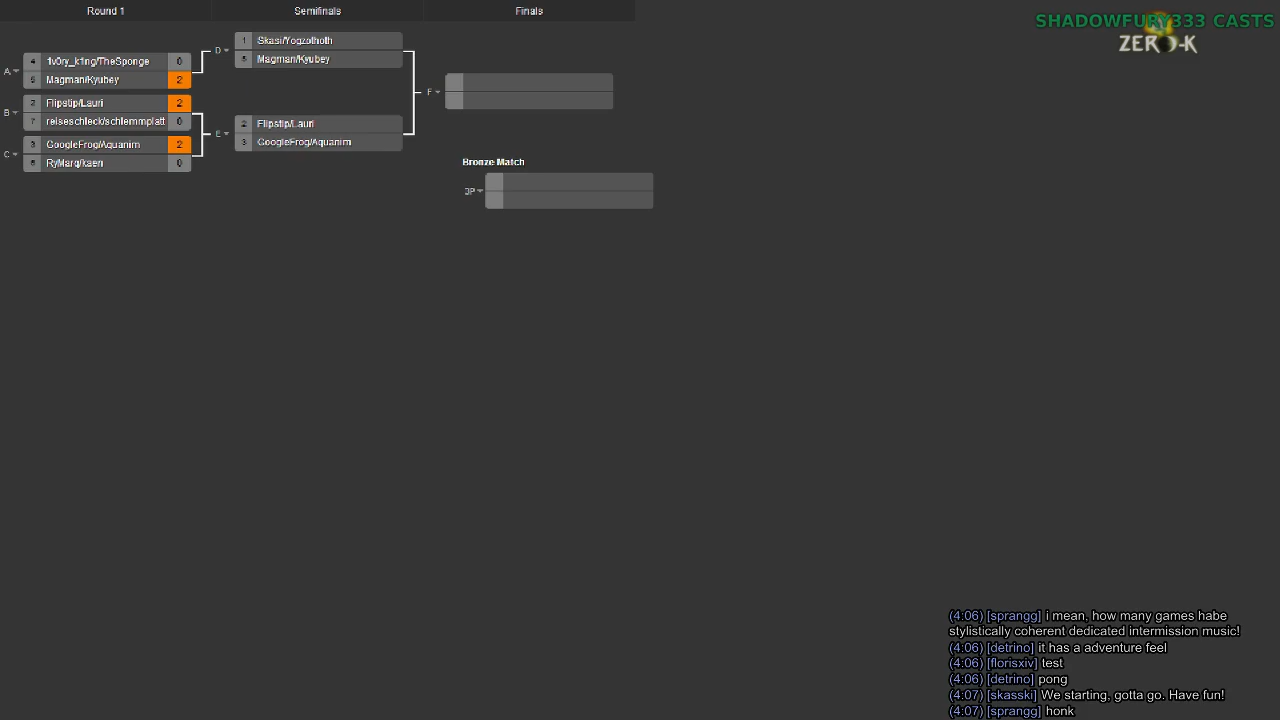 Round 1
Semifinals
Finals
SHADOWFURY333 CASTS
ZERO-K
A
4 1v0ry_k1ng/TheSponge 0
5 Magman/Kyubey 2
B
2 Flipstip/Lauri 2
7 reiseschleck/schlemmplatt 0
C
3 GoogleFrog/Aquanim 2
6 RyMarq/kaen 0
D
1 Skasi/Yogzothoth
5 Magman/Kyubey
E
2 Flipstip/Lauri
3 GoogleFrog/Aquanim
F
Bronze Match
3P
(4:06) [sprangg] i mean, how many games habe
stylistically coherent dedicated intermission music!
(4:06) [detrino] it has a adventure feel
(4:06) [florisxiv] test
(4:06) [detrino] pong
(4:07) [skasski] We starting, gotta go. Have fun!
(4:07) [sprangg] honk